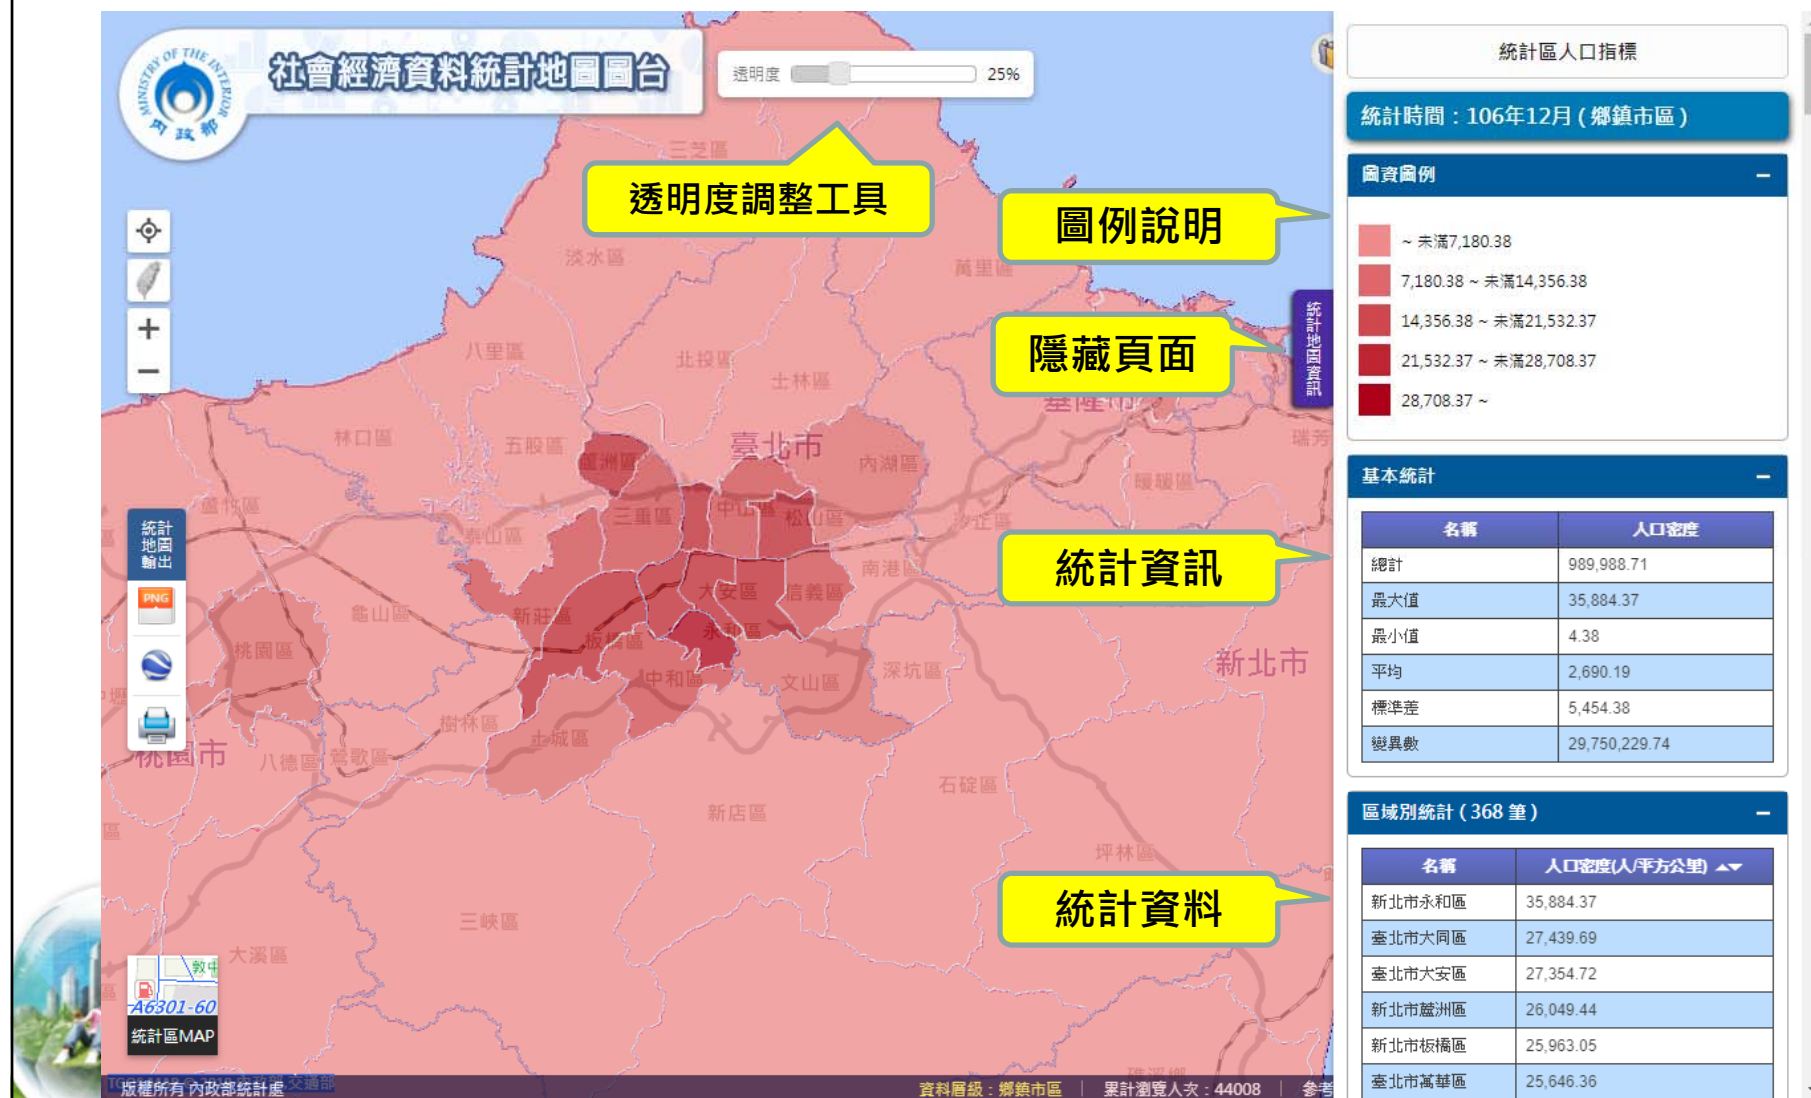 MINISTRY OF THE INTERIOR
內政部
社會經濟資料統計地圖圖台
透明度 25%
透明度調整工具
圖例說明
隱藏頁面
統計資訊
統計資料
統計地圖資訊
統計
地圖
輸出
PNG
三芝區
淡水區
萬里區
八里區
北投區
士林區
基隆市
瑞芳
林口區
五股區
臺北市
內湖區
蘆洲區
暖暖區
蘆竹區
三重區
中山區
松山區
汐止區
泰山區
南港區
大安區
信義區
龜山區
新莊區
板橋區
永和區
桃園區
新北市
中和區
文山區
深坑區
樹林區
土城區
桃園市
八德區
鶯歌區
石碇區
新店區
坪林區
三峽區
大溪區
礁溪鄉
敦中
A6301-60
統計區MAP
版權所有 內政部統計處
資料層級：鄉鎮市區 | 累計瀏覽人次：44008 | 參考
統計區人口指標
統計時間：106年12月 ( 鄉鎮市區 )
圖資圖例 −
~ 未滿7,180.38
7,180.38 ~ 未滿14,356.38
14,356.38 ~ 未滿21,532.37
21,532.37 ~ 未滿28,708.37
28,708.37 ~
基本統計 −
名稱 人口密度
總計 989,988.71
最大值 35,884.37
最小值 4.38
平均 2,690.19
標準差 5,454.38
變異數 29,750,229.74
區域別統計 ( 368 筆 ) −
名稱 人口密度(人/平方公里) ▲▼
新北市永和區 35,884.37
臺北市大同區 27,439.69
臺北市大安區 27,354.72
新北市蘆洲區 26,049.44
新北市板橋區 25,963.05
臺北市萬華區 25,646.36